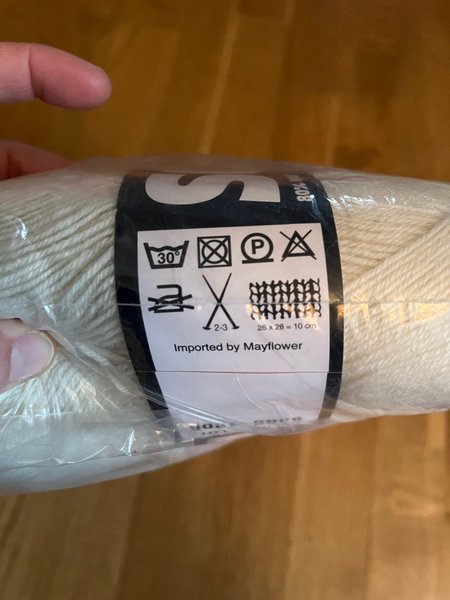 S
30°
P
2-3
26 x 28 = 10 cm
Imported by Mayflower